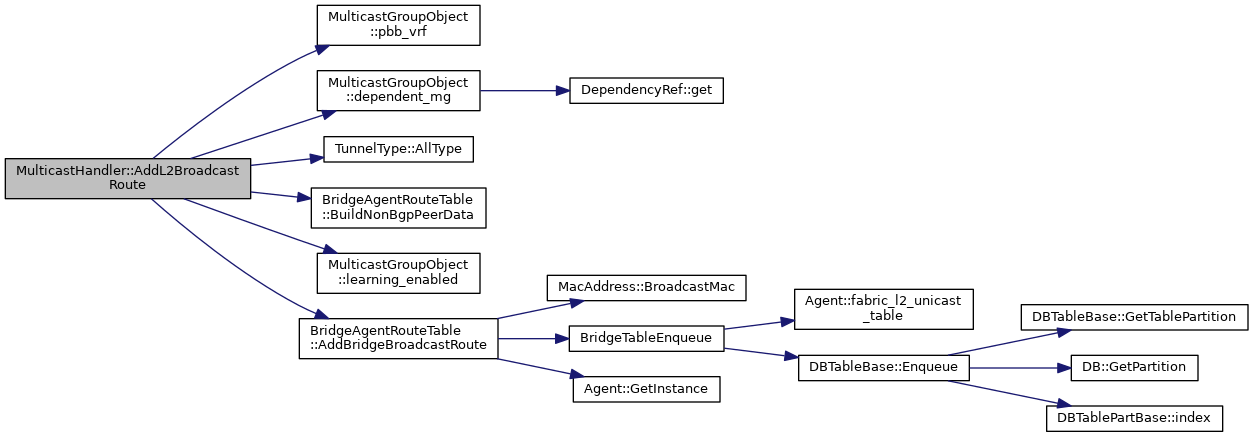 MulticastHandler::AddL2Broadcast
Route
MulticastGroupObject
::pbb_vrf
MulticastGroupObject
::dependent_mg
DependencyRef::get
TunnelType::AllType
BridgeAgentRouteTable
::BuildNonBgpPeerData
MulticastGroupObject
::learning_enabled
BridgeAgentRouteTable
::AddBridgeBroadcastRoute
MacAddress::BroadcastMac
BridgeTableEnqueue
Agent::fabric_l2_unicast
_table
DBTableBase::Enqueue
DBTableBase::GetTablePartition
DB::GetPartition
DBTablePartBase::index
Agent::GetInstance